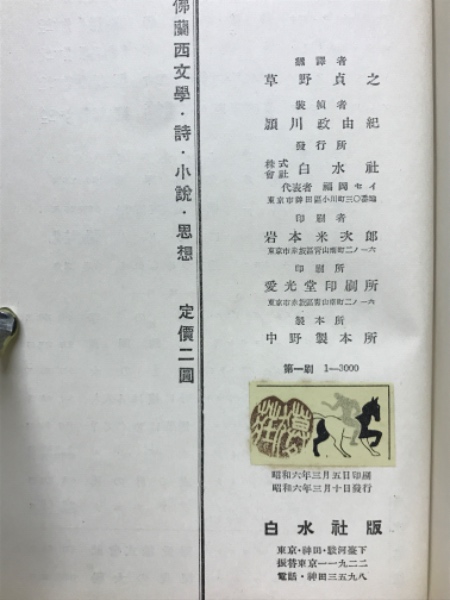 佛蘭西文學・詩・小說・思想　定價二圓
飜譯者
草野貞之
裝幀者
頴川政由紀
發行所
株式會社 白水社
代表者 福岡セイ
東京市神田區小川町三〇番地
印刷者
岩本米次郎
東京市赤坂區青山南町二ノ一六
印刷所
愛光堂印刷所
東京市赤坂區青山南町二ノ一六
製本所
中野製本所
第一刷 1—3000
昭和六年三月五日印刷
昭和六年三月十日發行
白水社版
東京・神田・駿河臺下
振替東京一一九二二
電話・神田三五九八